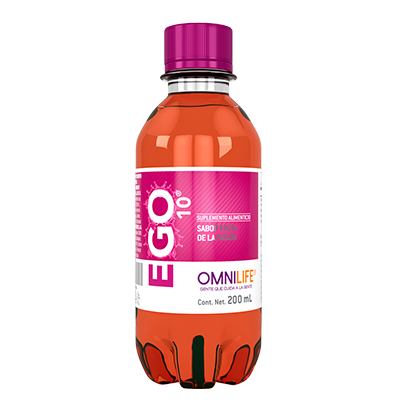 EGO
10®
SUPLEMENTO ALIMENTICIO
SABOR
DE LA
OMNILIFE®
GENTE QUE CUIDA A LA GENTE
Cont. Net. 200 mL